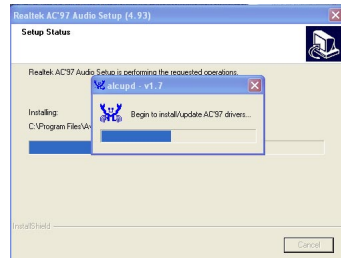 Realtek AC'97 Audio Setup (4.93)
Setup Status
Realtek AC'97 Audio Setup is performing the requested operations.
alcupd - v1.7
Begin to install/update AC'97 drivers...
Installing:
C:\Program Files\Av
InstallShield
Cancel